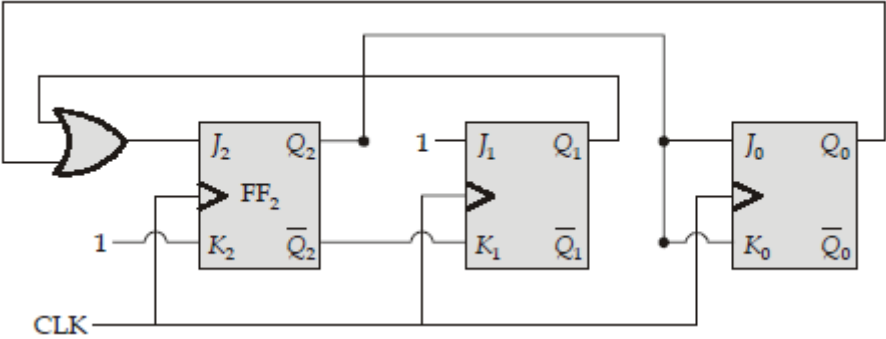 J₂ Q₂ 1 J₁ Q₁ J₀ Q₀
FF₂
1 K₂ Q̅₂ K₁ Q̅₁ K₀ Q̅₀
CLK